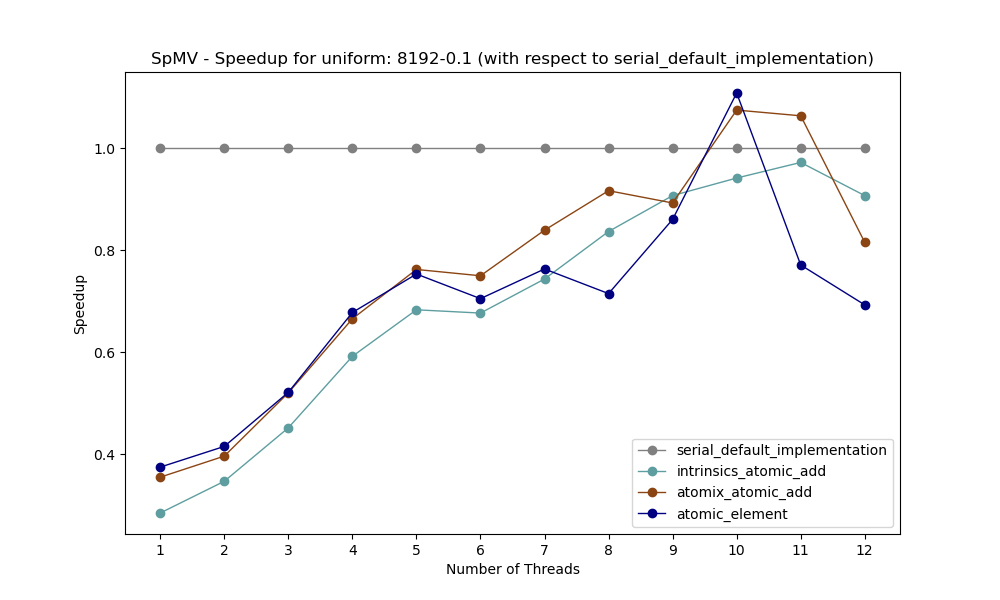 SpMV - Speedup for uniform: 8192-0.1 (with respect to serial_default_implementation)
Speedup
1.0
0.8
0.6
0.4
1 2 3 4 5 6 7 8 9 10 11 12
Number of Threads
serial_default_implementation
intrinsics_atomic_add
atomix_atomic_add
atomic_element